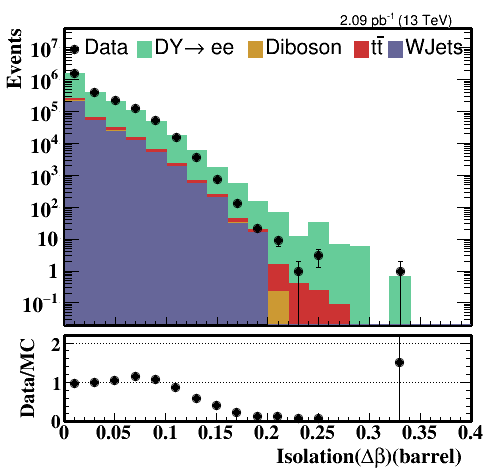 2.09 pb⁻¹ (13 TeV)
Data DY→ ee Diboson tt̄ WJets
Events
10⁷
10⁶
10⁵
10⁴
10³
10²
10
1
10⁻¹
Data/MC
2
1
0
0 0.05 0.1 0.15 0.2 0.25 0.3 0.35 0.4
Isolation(Δβ)(barrel)